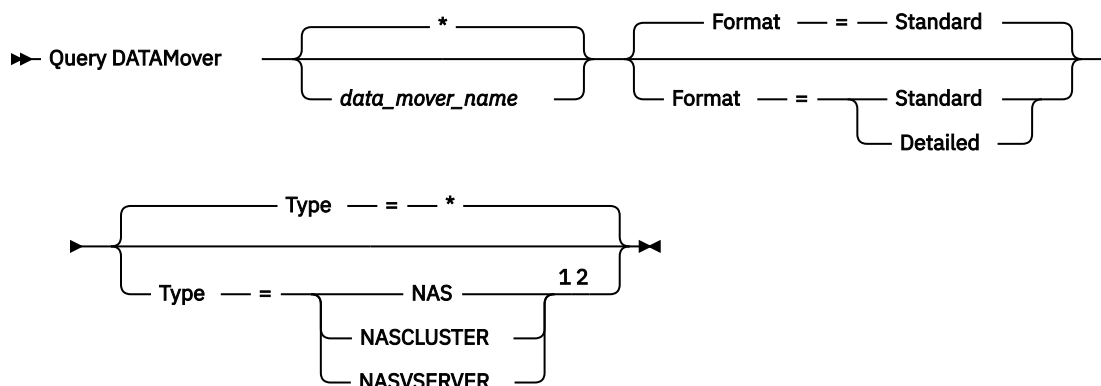 *
Format = Standard
Query DATAMover
data_mover_name
Format = Standard
Detailed
Type = *
1 2
Type = NAS
NASCLUSTER
NASVSERVER